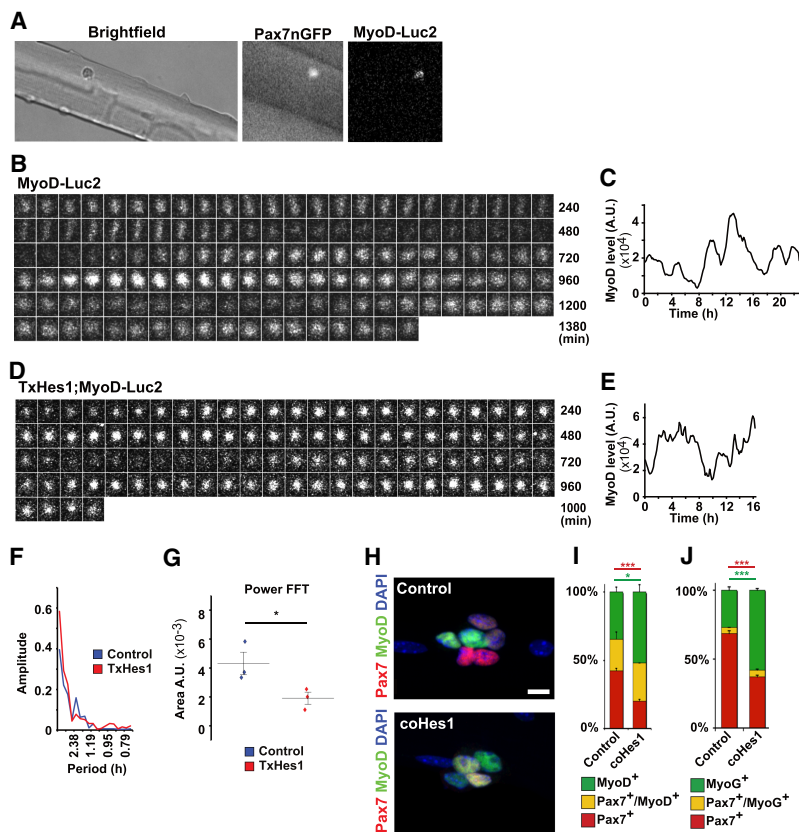 A
Brightfield
Pax7nGFP
MyoD-Luc2
B
MyoD-Luc2
240
480
720
960
1200
1380
(min)
C
MyoD level (A.U.)
(x10⁴)
4
2
0
0 4 8 12 16 20
Time (h)
D
TxHes1;MyoD-Luc2
240
480
720
960
1000
(min)
E
MyoD level (A.U.)
(x10⁴)
6
4
2
0
0 4 8 12 16
Time (h)
F
Amplitude
0.6
0.4
0.2
0
Control
TxHes1
2.38 1.19 0.95 0.79
Period (h)
G
Power FFT
*
Area A.U. (x10⁻³)
8
6
4
2
0
Control
TxHes1
H
Pax7 MyoD DAPI
Control
Pax7 MyoD DAPI
coHes1
I
***
*
100%
50%
0%
Control
coHes1
MyoD⁺
Pax7⁺/MyoD⁺
Pax7⁺
J
***
***
100%
50%
0%
Control
coHes1
MyoG⁺
Pax7⁺/MyoG⁺
Pax7⁺